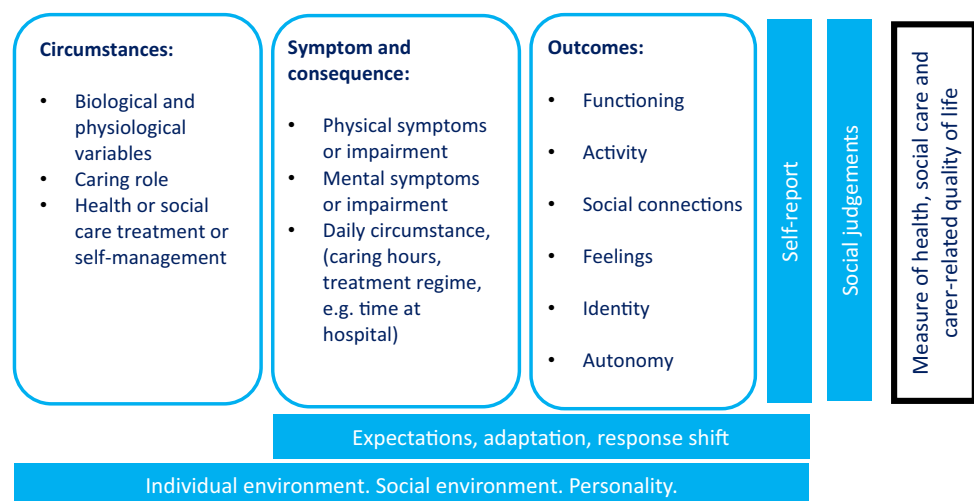 Circumstances:
• Biological and
physiological
variables
• Caring role
• Health or social
care treatment or
self-management
Symptom and
consequence:
• Physical symptoms
or impairment
• Mental symptoms
or impairment
• Daily circumstance,
(caring hours,
treatment regime,
e.g. time at
hospital)
Outcomes:
• Functioning
• Activity
• Social connections
• Feelings
• Identity
• Autonomy
Self-report
Social judgements
Measure of health, social care and
carer-related quality of life
Expectations, adaptation, response shift
Individual environment. Social environment. Personality.